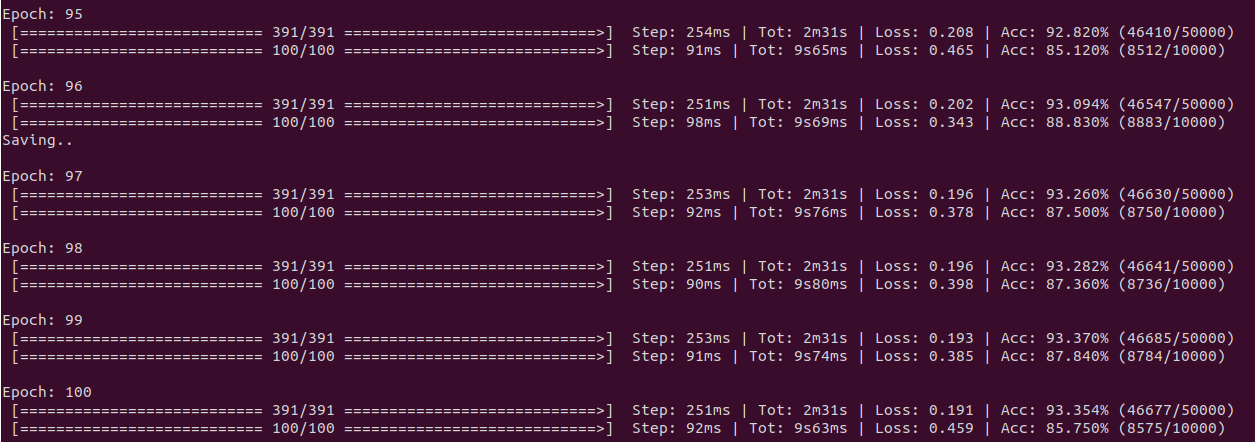 Epoch: 95
[=========================== 391/391 ============================>]  Step: 254ms | Tot: 2m31s | Loss: 0.208 | Acc: 92.820% (46410/50000)
[=========================== 100/100 ============================>]  Step: 91ms | Tot: 9s65ms | Loss: 0.465 | Acc: 85.120% (8512/10000)
Epoch: 96
[=========================== 391/391 ============================>]  Step: 251ms | Tot: 2m31s | Loss: 0.202 | Acc: 93.094% (46547/50000)
[=========================== 100/100 ============================>]  Step: 98ms | Tot: 9s69ms | Loss: 0.343 | Acc: 88.830% (8883/10000)
Saving..
Epoch: 97
[=========================== 391/391 ============================>]  Step: 253ms | Tot: 2m31s | Loss: 0.196 | Acc: 93.260% (46630/50000)
[=========================== 100/100 ============================>]  Step: 92ms | Tot: 9s76ms | Loss: 0.378 | Acc: 87.500% (8750/10000)
Epoch: 98
[=========================== 391/391 ============================>]  Step: 251ms | Tot: 2m31s | Loss: 0.196 | Acc: 93.282% (46641/50000)
[=========================== 100/100 ============================>]  Step: 90ms | Tot: 9s80ms | Loss: 0.398 | Acc: 87.360% (8736/10000)
Epoch: 99
[=========================== 391/391 ============================>]  Step: 253ms | Tot: 2m31s | Loss: 0.193 | Acc: 93.370% (46685/50000)
[=========================== 100/100 ============================>]  Step: 91ms | Tot: 9s74ms | Loss: 0.385 | Acc: 87.840% (8784/10000)
Epoch: 100
[=========================== 391/391 ============================>]  Step: 251ms | Tot: 2m31s | Loss: 0.191 | Acc: 93.354% (46677/50000)
[=========================== 100/100 ============================>]  Step: 92ms | Tot: 9s63ms | Loss: 0.459 | Acc: 85.750% (8575/10000)